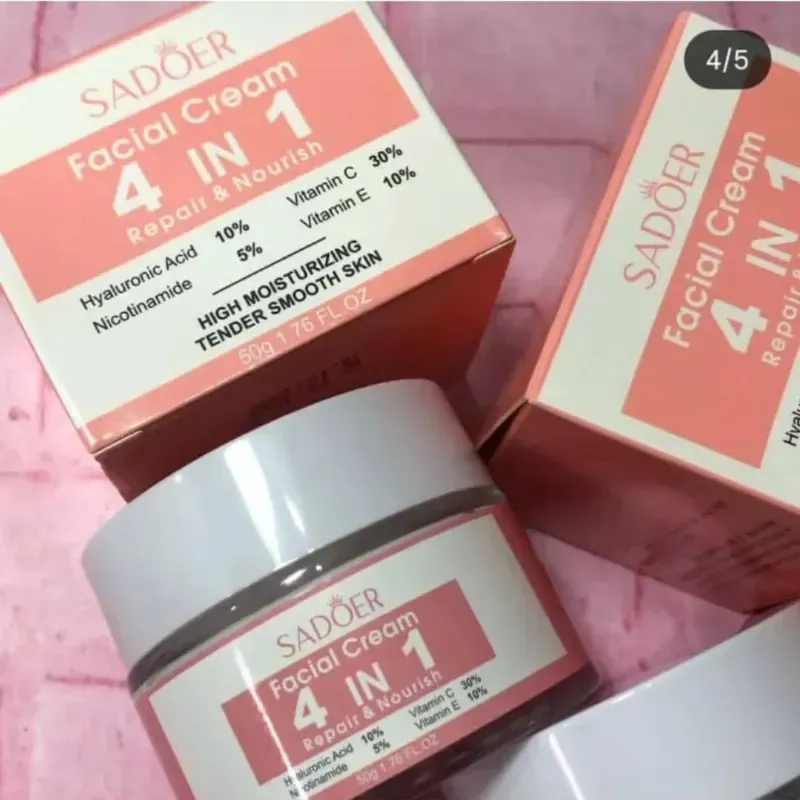 4/5
SADOER
Facial Cream
4 IN 1
Repair & Nourish
Hyaluronic Acid 10% Vitamin C 30%
Nicotinamide 5% Vitamin E 10%
HIGH MOISTURIZING
TENDER SMOOTH SKIN
50g 1.76 FL OZ
SADOER
Facial Cream
4 IN 1
Repair &
SADOER
Facial Cream
4 IN 1
Repair & Nourish
Hyaluronic Acid 10% Vitamin C 30%
Nicotinamide 5% Vitamin E 10%
50g 1.76 FL OZ